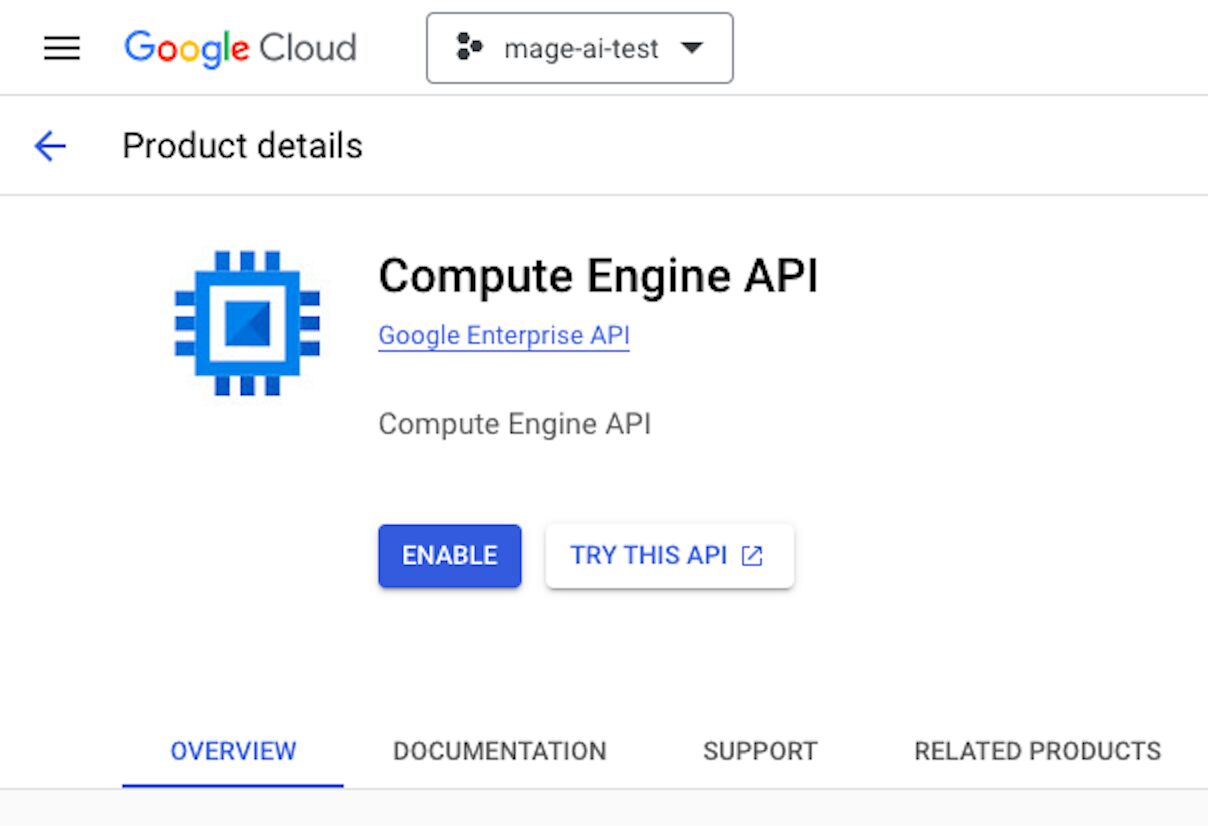 Google Cloud
mage-ai-test
Product details
Compute Engine API
Google Enterprise API
Compute Engine API
ENABLE
TRY THIS API
OVERVIEW
DOCUMENTATION
SUPPORT
RELATED PRODUCTS